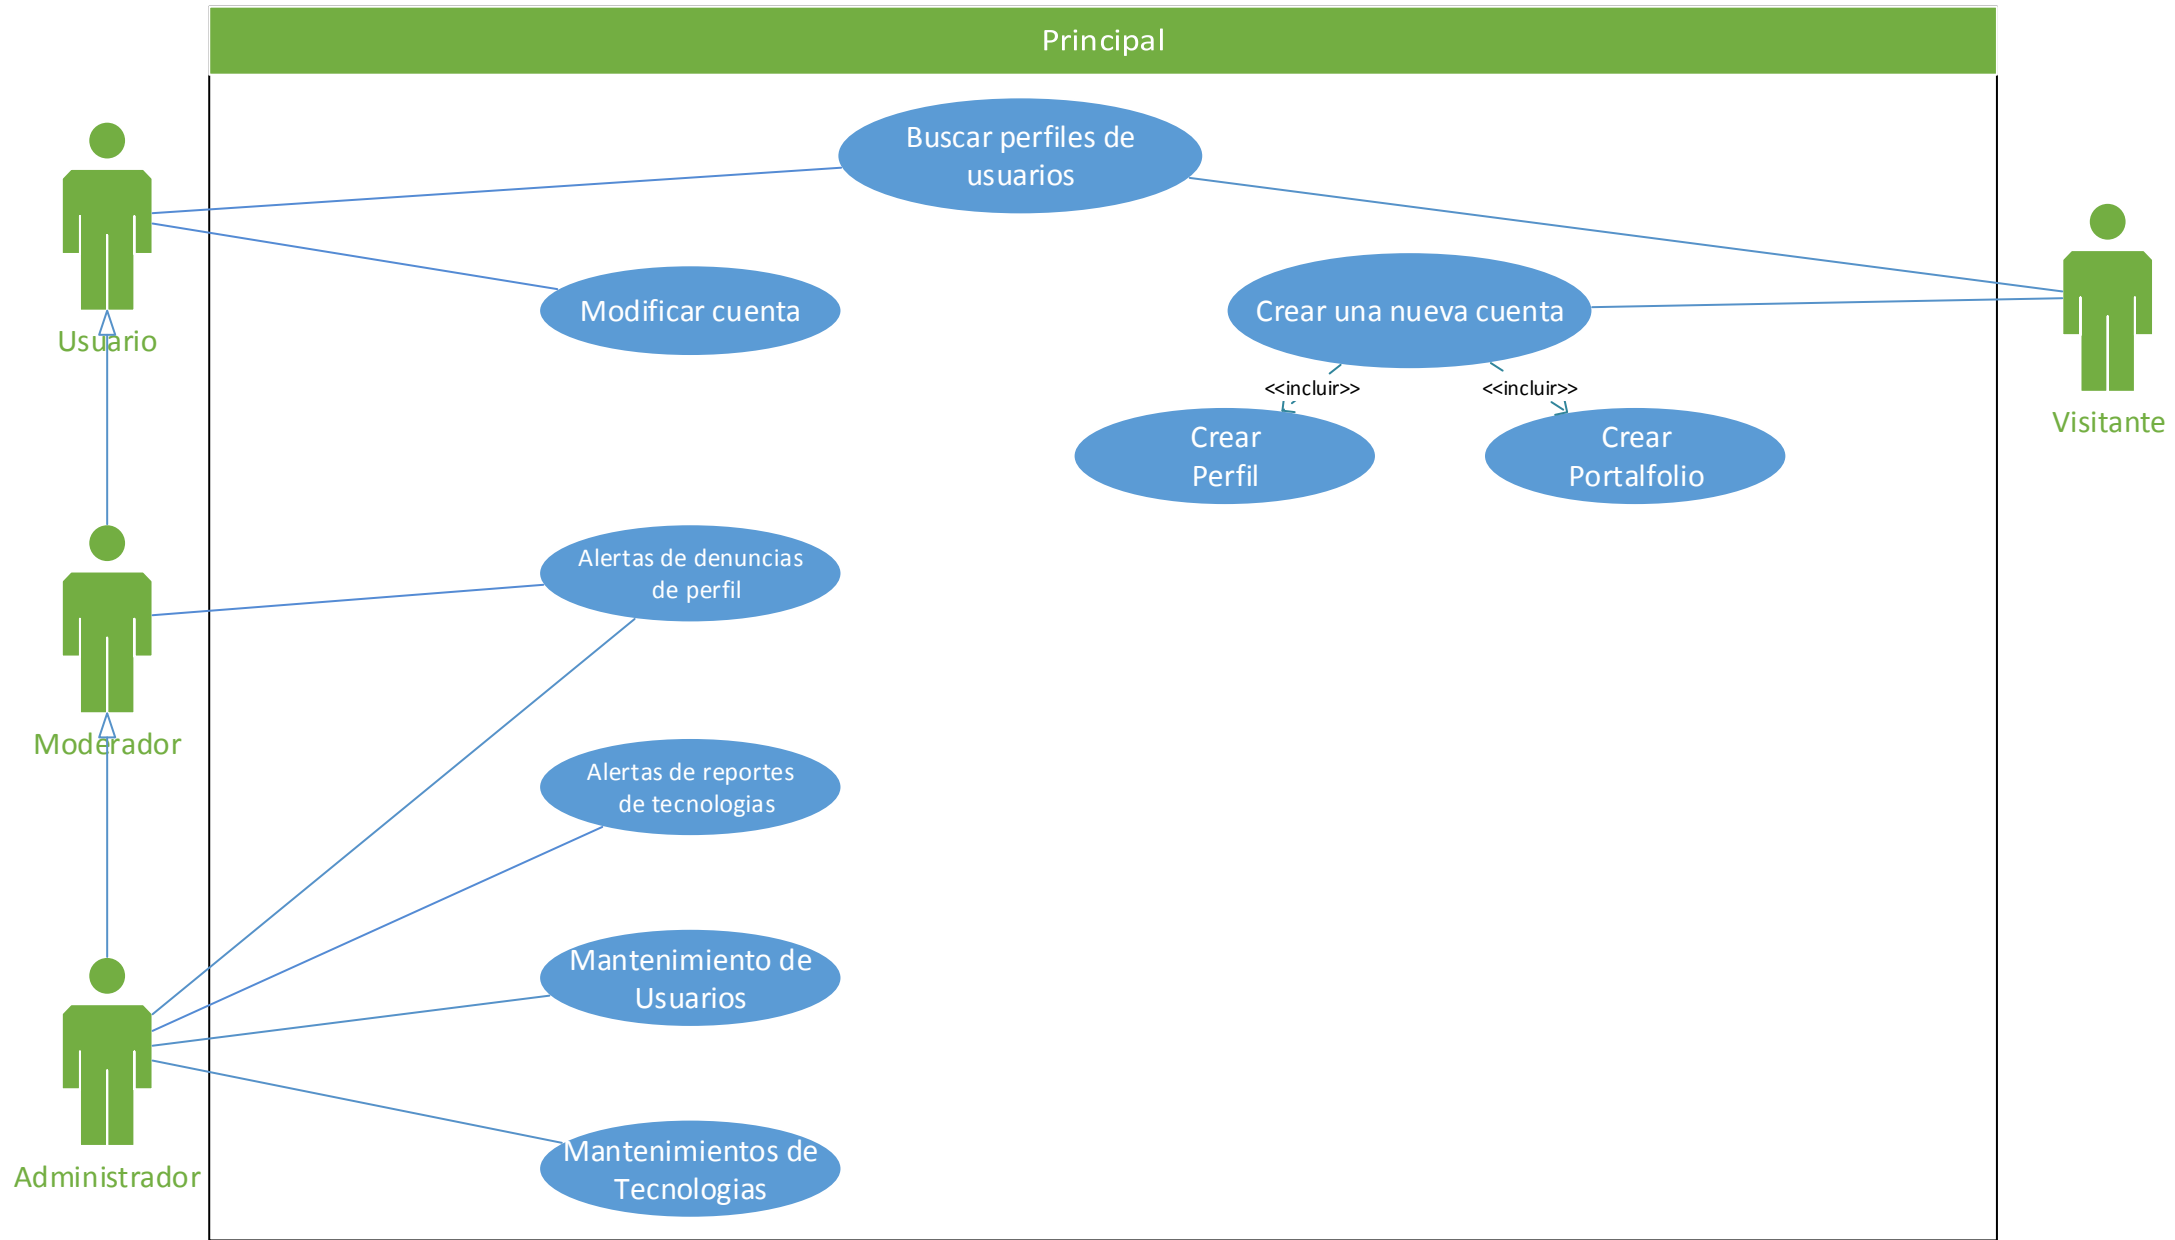 Principal
Buscar perfiles de
usuarios
Modificar cuenta
Crear una nueva cuenta
Usuario
<<incluir>>
<<incluir>>
Visitante
Crear
Perfil
Crear
Portalfolio
Alertas de denuncias
de perfil
Moderador
Alertas de reportes
de tecnologias
Mantenimiento de
Usuarios
Mantenimientos de
Tecnologias
Administrador